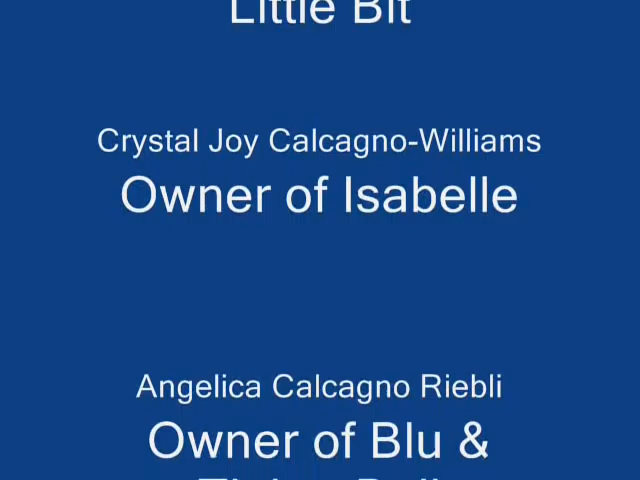 Little Bit
Crystal Joy Calcagno-Williams
Owner of Isabelle
Angelica Calcagno Riebli
Owner of Blu &